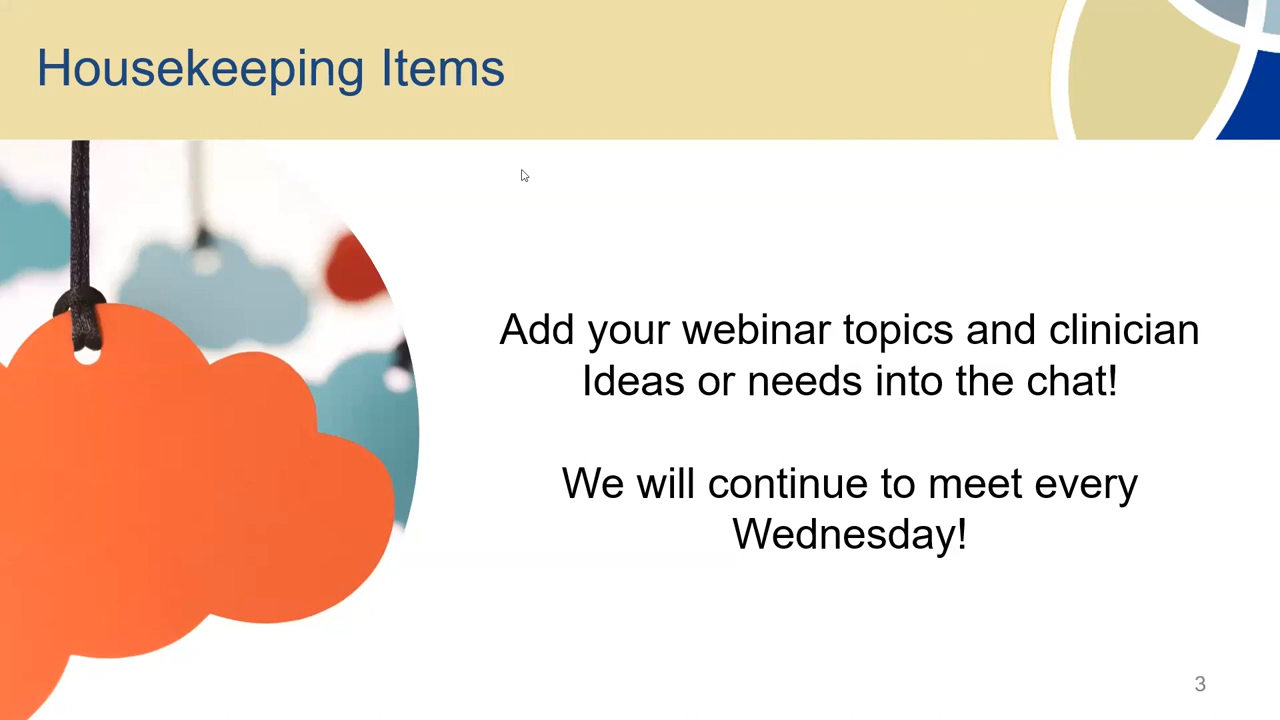 Housekeeping Items
Add your webinar topics and clinician
Ideas or needs into the chat!
We will continue to meet every
Wednesday!
3